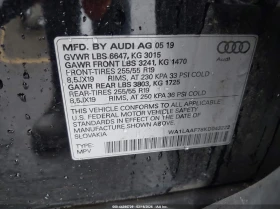 MFD. BY AUDI AG 05 19
GVWR LBS 6647, KG 3015
GAWR FRONT LBS 3241, KG 1470
FRONT-TIRES 255/55 R19
8.5JX19 RIMS, AT 230 KPA 33 PSI COLD
GAWR REAR LBS 3803, KG 1725
REAR-TIRES 255/55 R19
8.5JX19 RIMS, AT 250 KPA 36 PSI COLD
THIS VEHICLE CONFORMS TO ALL APPLICABLE
U.S. FEDERAL MOTOR VEHICLE
SAFETY
IN EFFECT ON THE DATE OF
MANUFACTURE
SLOVAKIA
TYPE:
MPV